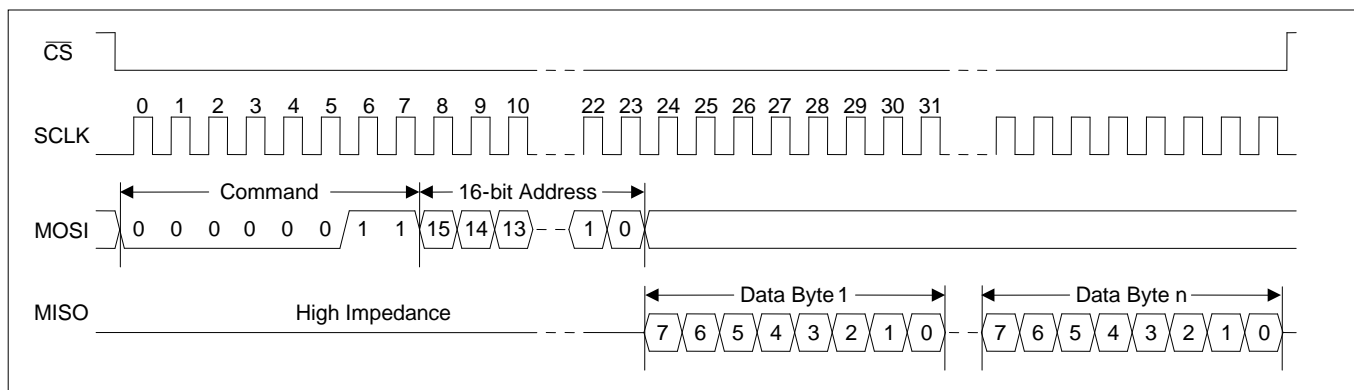 CS
0 1 2 3 4 5 6 7 8 9 10 22 23 24 25 26 27 28 29 30 31
SCLK
Command 16-bit Address
MOSI 0 0 0 0 0 0 1 1 15 14 13 1 0
Data Byte 1 Data Byte n
MISO High Impedance
7 6 5 4 3 2 1 0 7 6 5 4 3 2 1 0